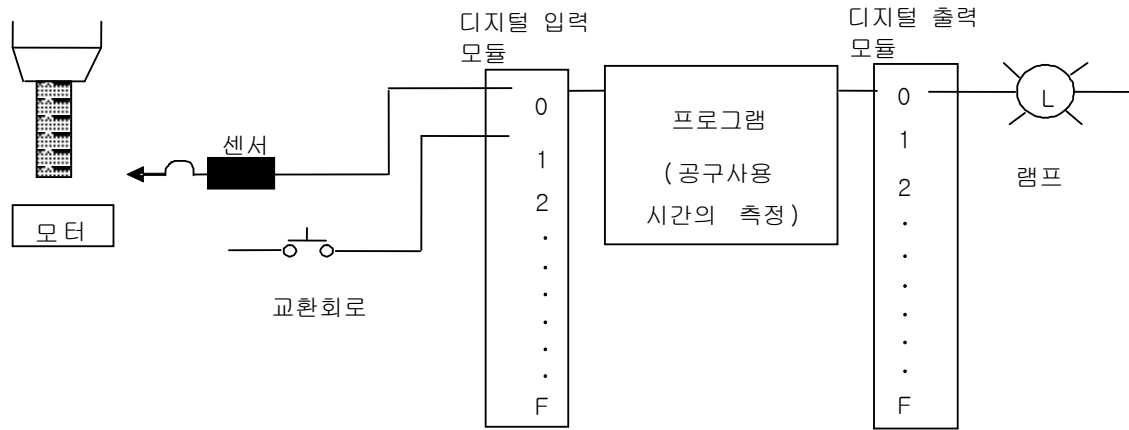 디지털 입력
모듈
디지털 출력
모듈
센서
모터
교환회로
0
1
2
.
.
.
.
.
.
F
프로그램
(공구사용
시간의 측정)
0
1
2
.
.
.
.
.
.
F
L
램프